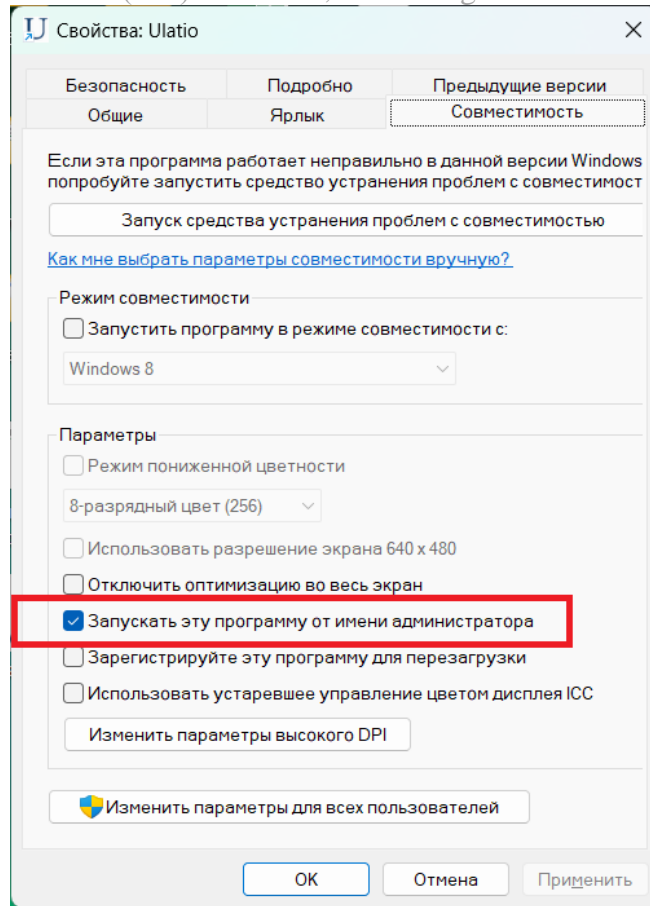 Свойства: Ulatio
Безопасность Подробно Предыдущие версии
Общие Ярлык Совместимость
Если эта программа работает неправильно в данной версии Windows
попробуйте запустить средство устранения проблем с совместимост
Запуск средства устранения проблем с совместимостью
Как мне выбрать параметры совместимости вручную?
Режим совместимости
Запустить программу в режиме совместимости с:
Windows 8
Параметры
Режим пониженной цветности
8-разрядный цвет (256)
Использовать разрешение экрана 640 x 480
Отключить оптимизацию во весь экран
Запускать эту программу от имени администратора
Зарегистрируйте эту программу для перезагрузки
Использовать устаревшее управление цветом дисплея ICC
Изменить параметры высокого DPI
Изменить параметры для всех пользователей
OK Отмена Применить